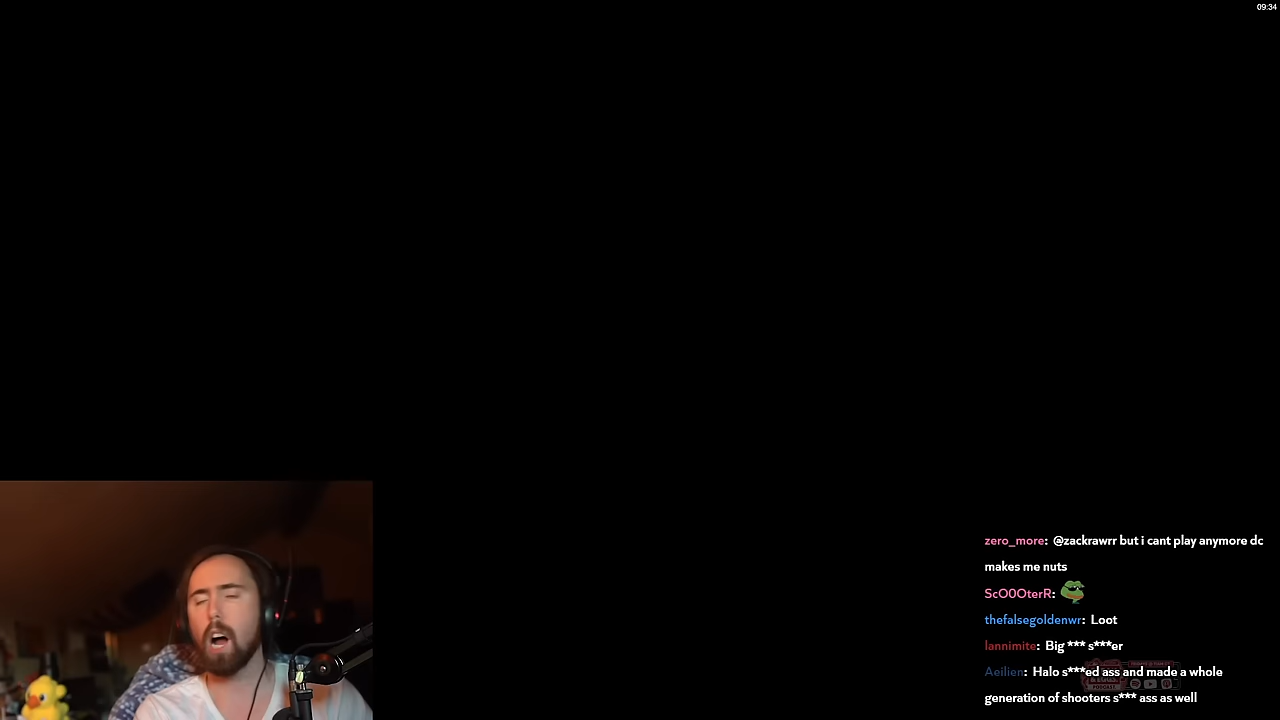 09:34
zero_more: @zackrawrr but i cant play anymore dc
makes me nuts
ScO0OterR:
thefalsegoldenwr: Loot
lannimite: Big *** s***er
Aeilien: Halo s***ed ass and made a whole
generation of shooters s*** ass as well